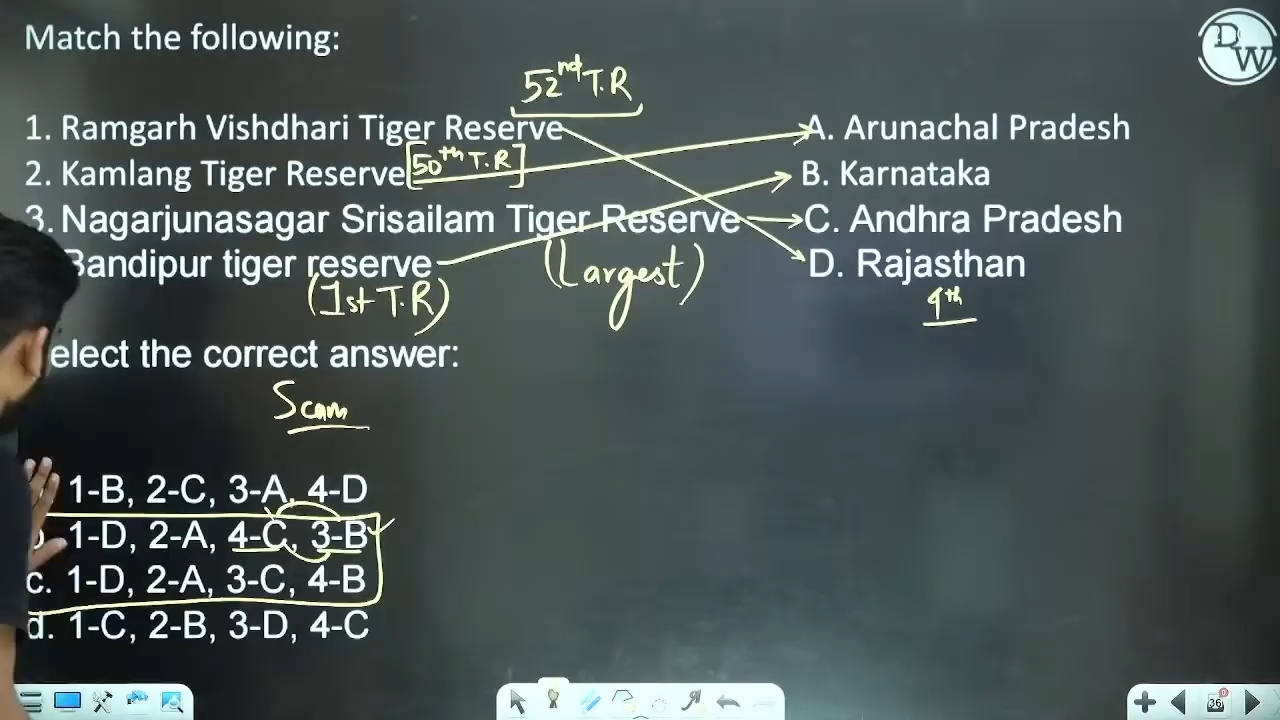 Match the following:
DW
52nd T.R
1. Ramgarh Vishdhari Tiger Reserve A. Arunachal Pradesh
2. Kamlang Tiger Reserve [50th T.R] B. Karnataka
3. Nagarjunasagar Srisailam Tiger Reserve C. Andhra Pradesh
Bandipur tiger reserve D. Rajasthan
(1st T.R) (Largest)
elect the correct answer:
Scam
1-B, 2-C, 3-A, 4-D
1-D, 2-A, 4-C, 3-B
c. 1-D, 2-A, 3-C, 4-B
d. 1-C, 2-B, 3-D, 4-C
36